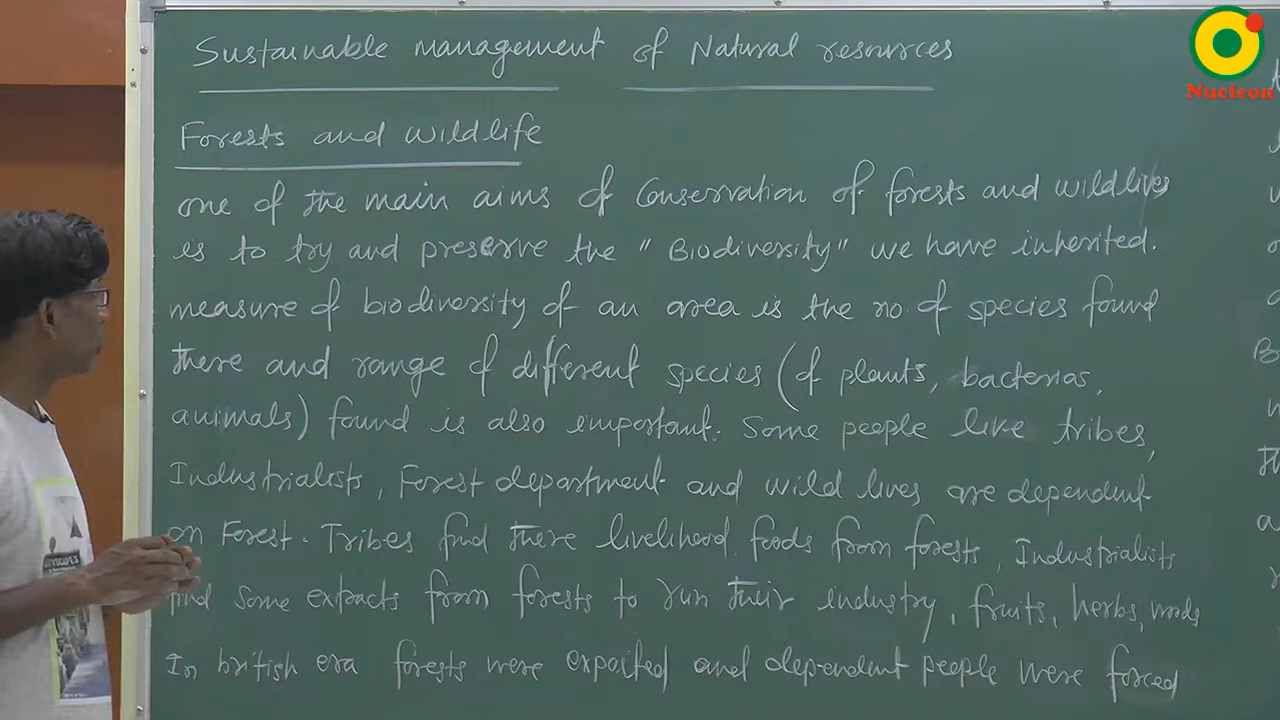 Sustainable management of Natural resources
Nucleon
Forests and wildlife
one of the main aims of Conservation of forests and wildlives
is to try and preserve the "Biodiversity" we have inherited.
measure of biodiversity of an area is the no. of species found
there and range of different species (of plants, bacterias,
animals) found is also important. Some people like tribes,
Industrialists, Forest department and wild lives are dependent
on Forest. Tribes find there livelihood, foods from forests, Industrialists
find some extracts from forests to run their industry, fruits, herbs, woods
In british era forests were expoited and dependent people were forced